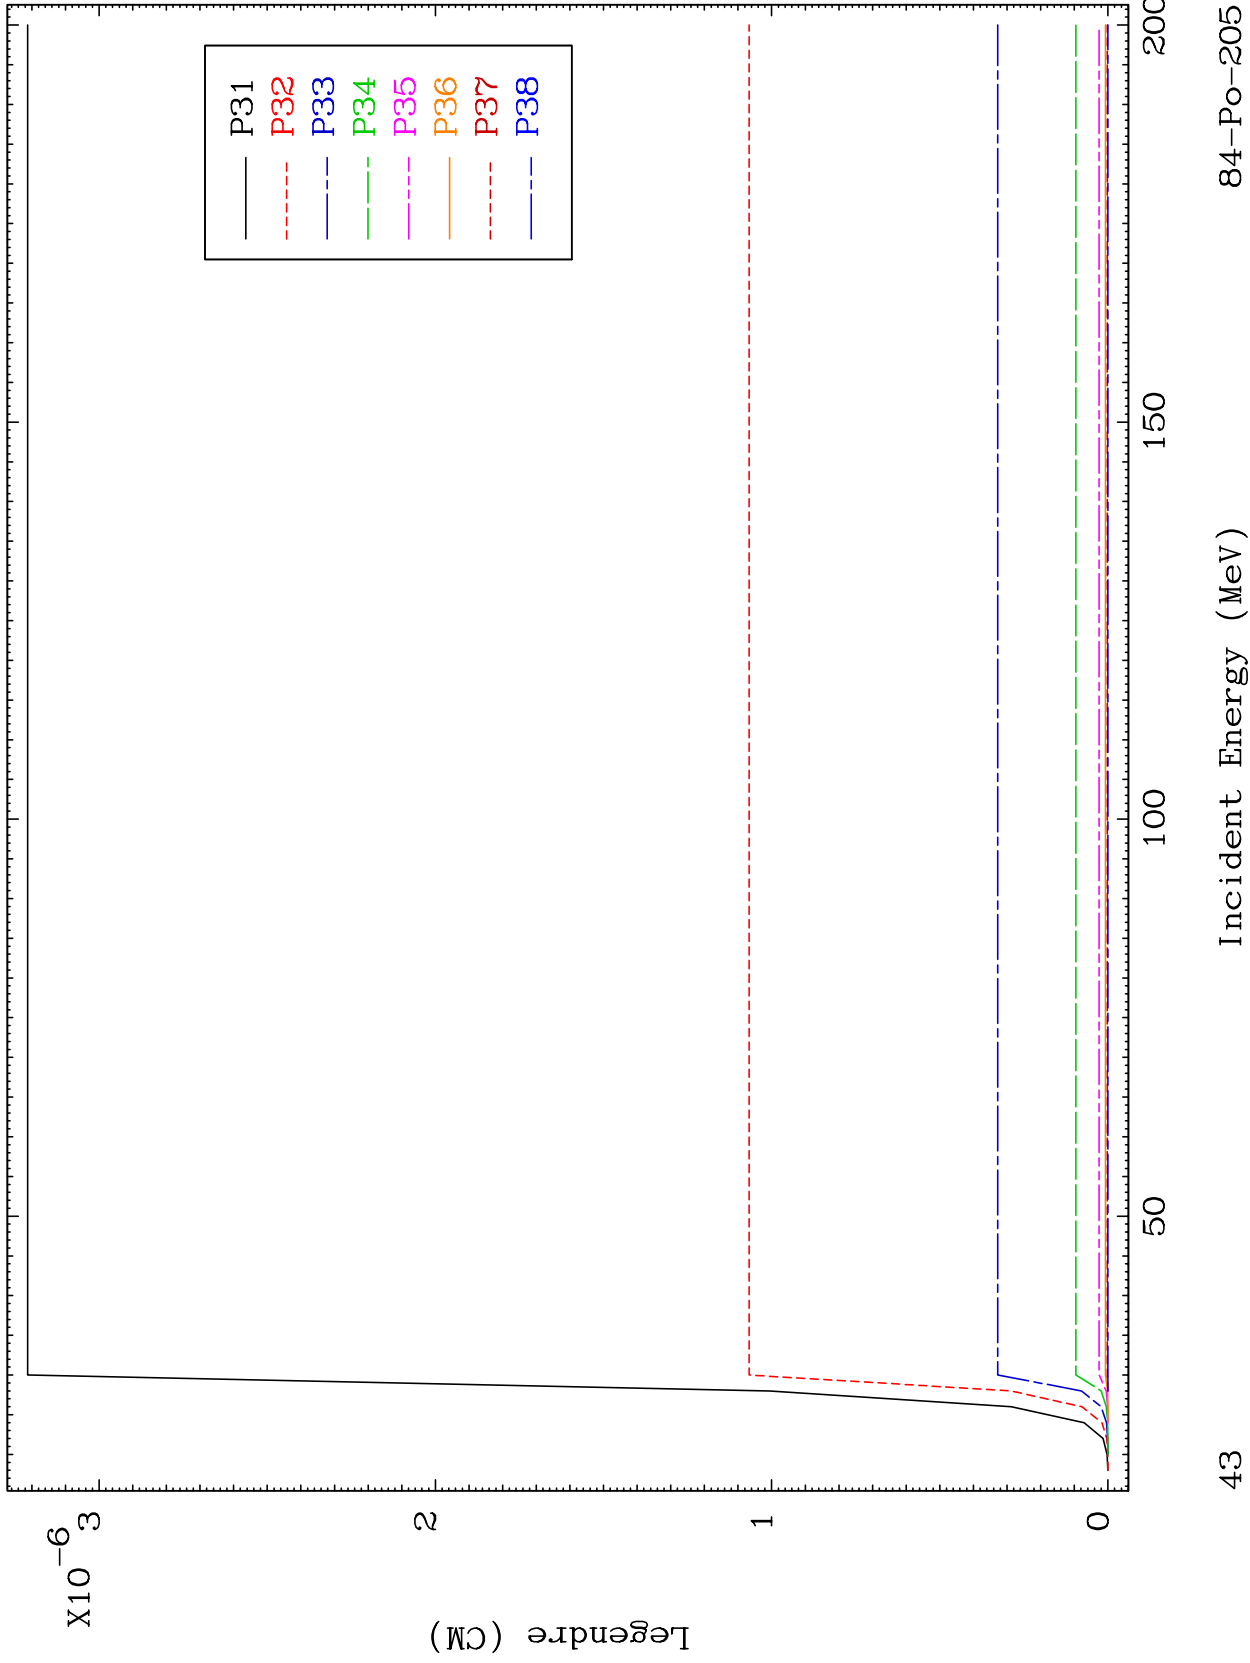 X10-6
3
2
1
0
Legendre (CM)
P31
P32
P33
P34
P35
P36
P37
P38
50
100
150
200
Incident Energy (MeV)
43
84-Po-205